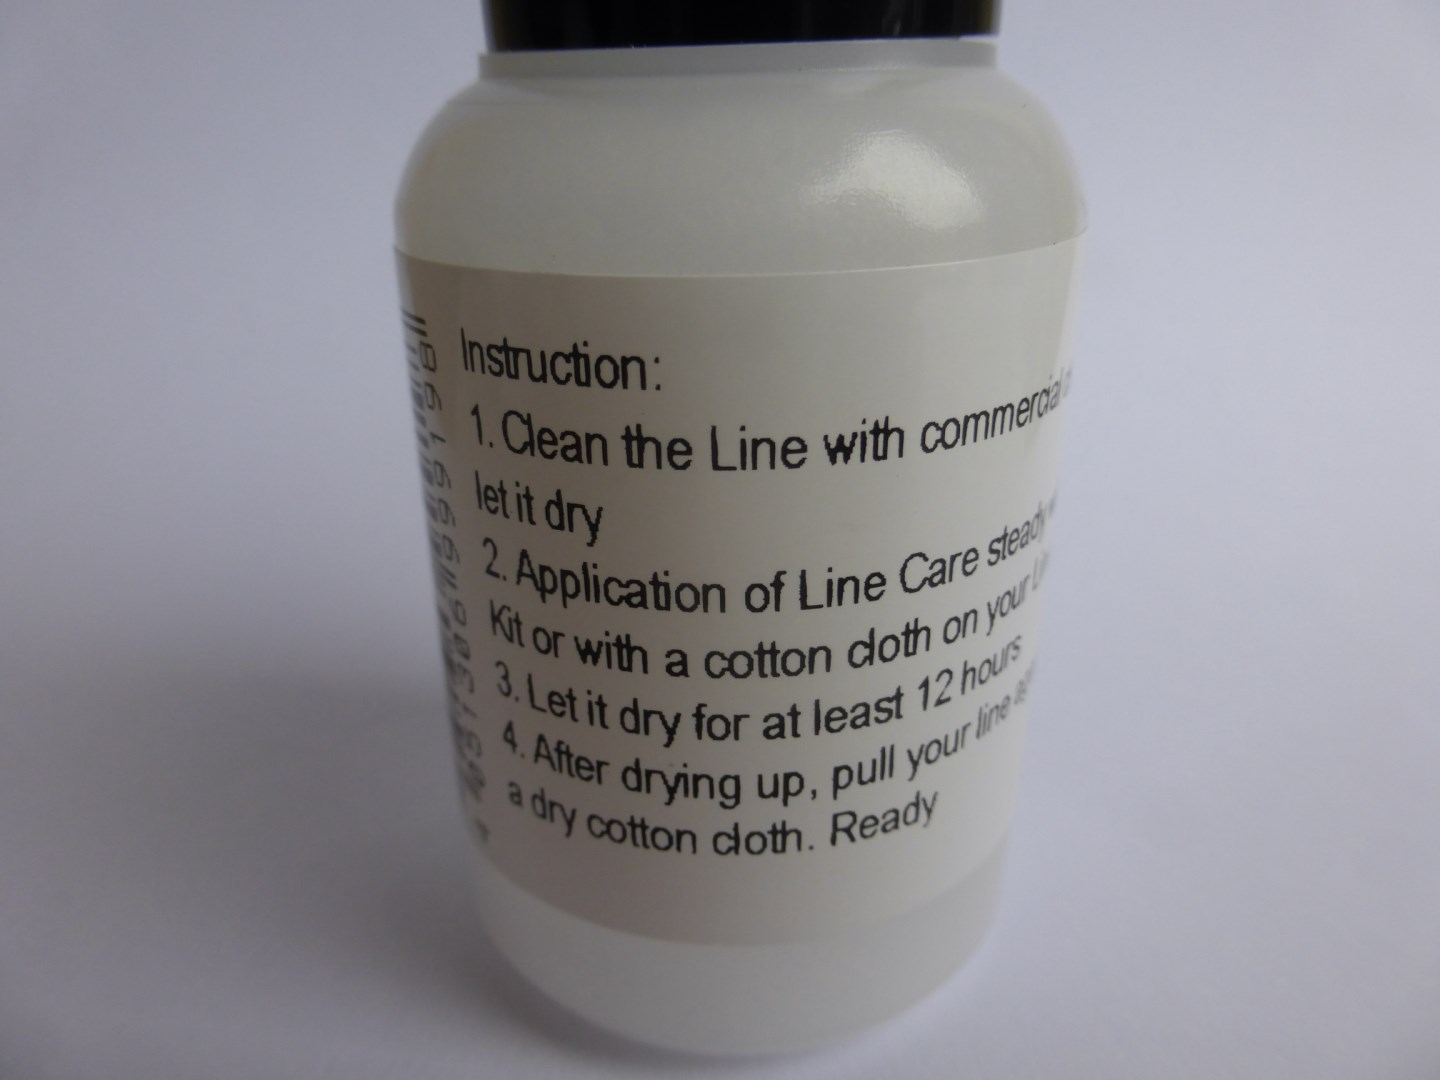 Instruction:
1. Clean the Line with commercial
let it dry
2. Application of Line Care steady
Kit or with a cotton cloth on your
3. Let it dry for at least 12 hours
4. After drying up, pull your line
a dry cotton cloth. Ready